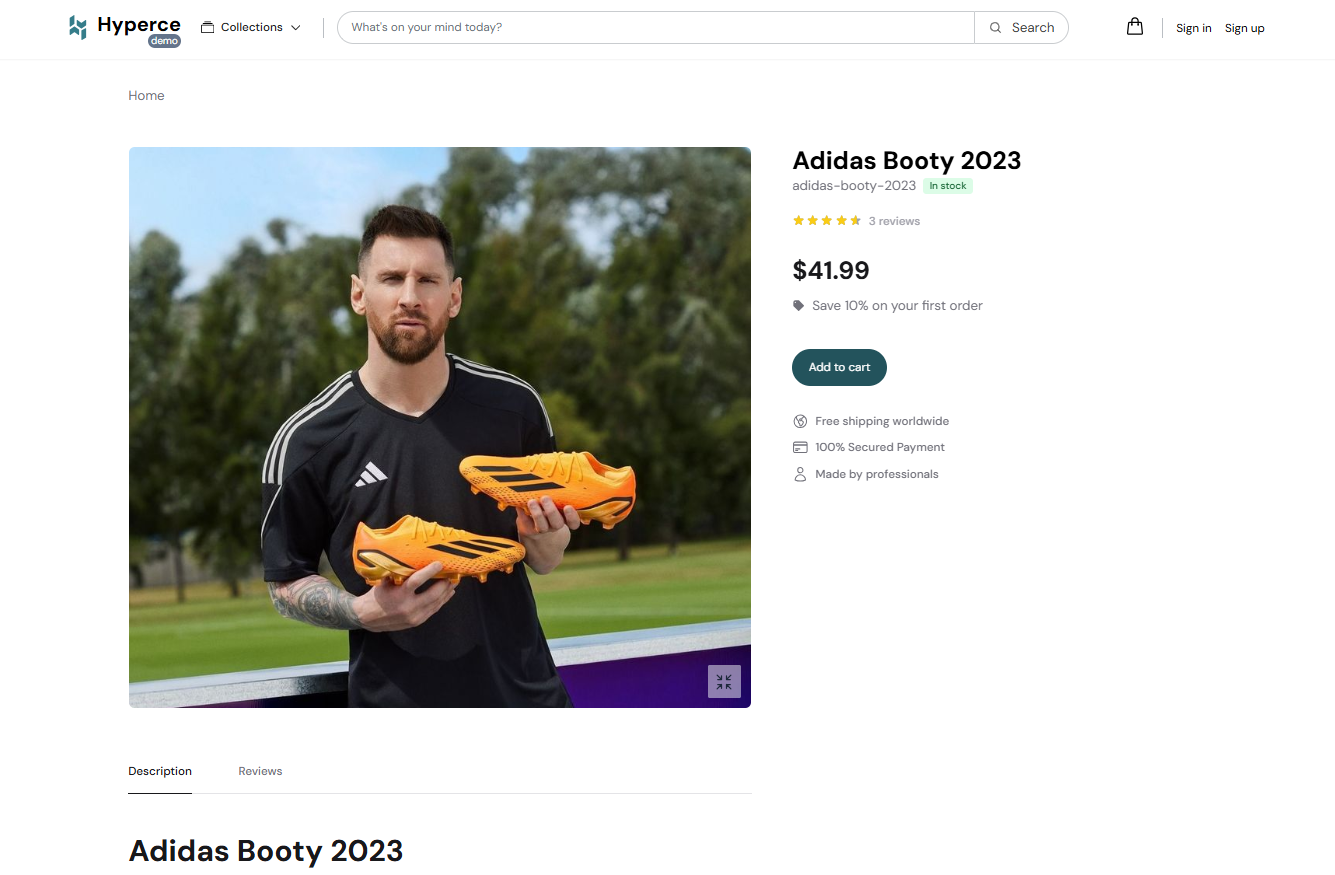 Hyperce
demo
Collections
What's on your mind today?
Search
Sign in
Sign up
Home
Adidas Booty 2023
adidas-booty-2023
In stock
3 reviews
$41.99
Save 10% on your first order
Add to cart
Free shipping worldwide
100% Secured Payment
Made by professionals
Description
Reviews
Adidas Booty 2023